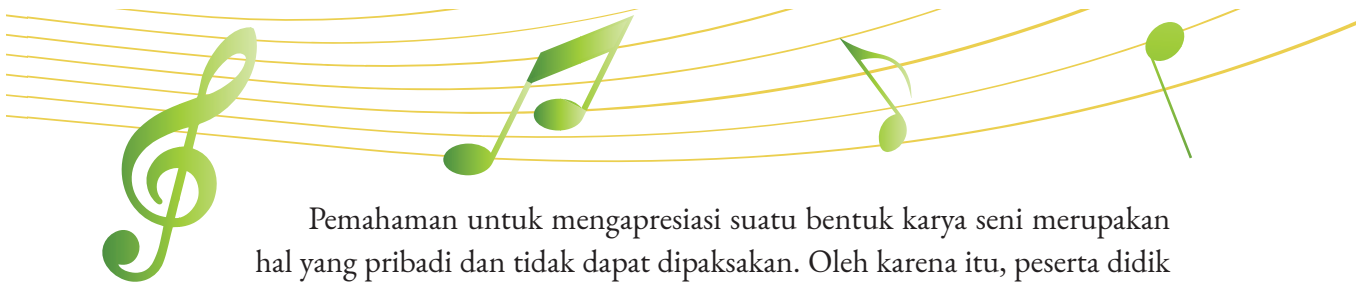 Pemahaman untuk mengapresiasi suatu bentuk karya seni merupakan
hal yang pribadi dan tidak dapat dipaksakan. Oleh karena itu, peserta didik